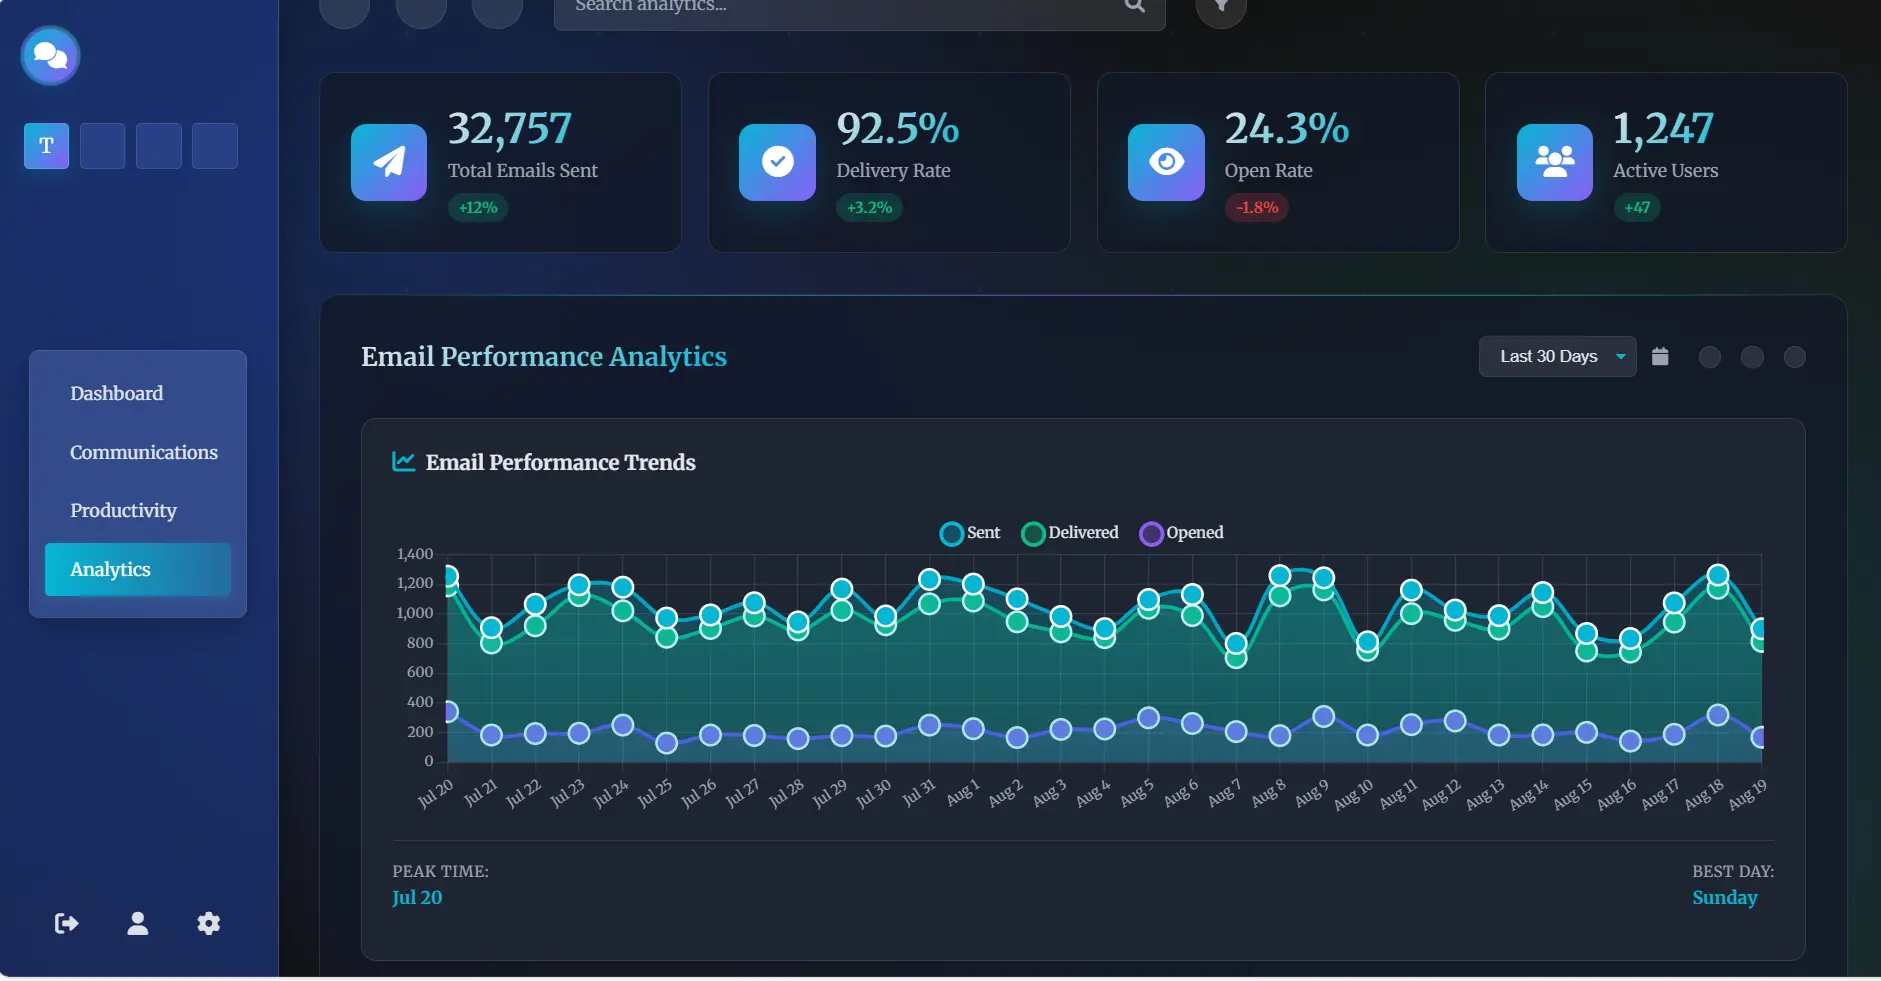 Search analytics...
T
32,757
Total Emails Sent
+12%
92.5%
Delivery Rate
+3.2%
24.3%
Open Rate
-1.8%
1,247
Active Users
+47
Dashboard
Communications
Productivity
Analytics
Email Performance Analytics
Last 30 Days
Email Performance Trends
Sent Delivered Opened
1,400
1,200
1,000
800
600
400
200
0
Jul 20 Jul 21 Jul 22 Jul 23 Jul 24 Jul 25 Jul 26 Jul 27 Jul 28 Jul 29 Jul 30 Jul 31 Aug 1 Aug 2 Aug 3 Aug 4 Aug 5 Aug 6 Aug 7 Aug 8 Aug 9 Aug 10 Aug 11 Aug 12 Aug 13 Aug 14 Aug 15 Aug 16 Aug 17 Aug 18 Aug 19
PEAK TIME:
Jul 20
BEST DAY:
Sunday